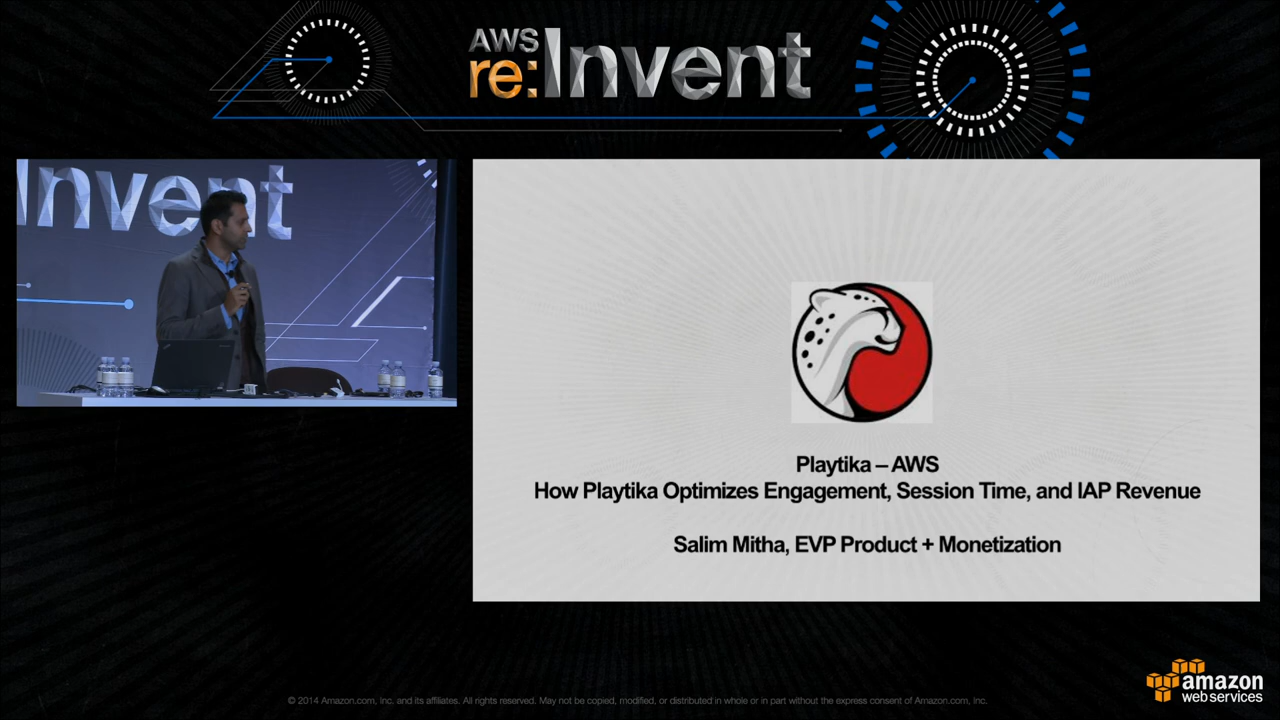 AWS
re:Invent
Invent
Playtika – AWS
How Playtika Optimizes Engagement, Session Time, and IAP Revenue
Salim Mitha, EVP Product + Monetization
amazon
web services
© 2014 Amazon.com, Inc. and its affiliates. All rights reserved. May not be copied, modified, or distributed in whole or in part without the express consent of Amazon.com, Inc.